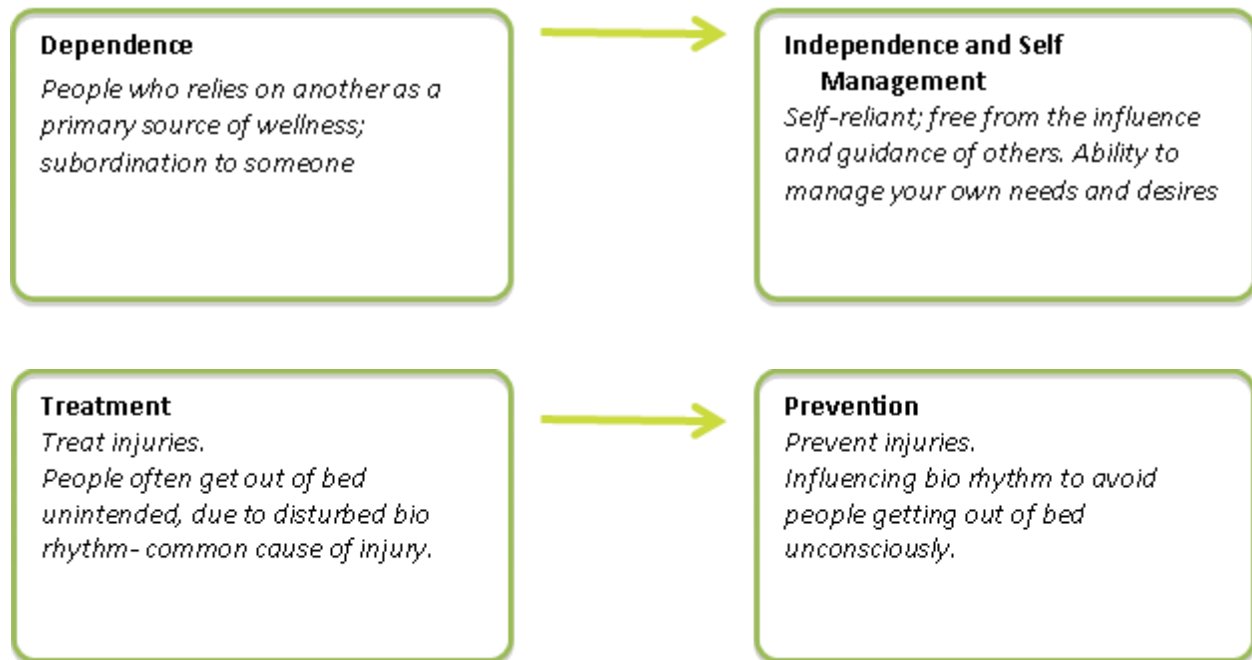 Dependence
People who relies on another as a
primary source of wellness;
subordination to someone
Independence and Self
Management
Self-reliant; free from the influence
and guidance of others. Ability to
manage your own needs and desires
Treatment
Treat injuries.
People often get out of bed
unintended, due to disturbed bio
rhythm- common cause of injury.
Prevention
Prevent injuries.
Influencing bio rhythm to avoid
people getting out of bed
unconsciously.